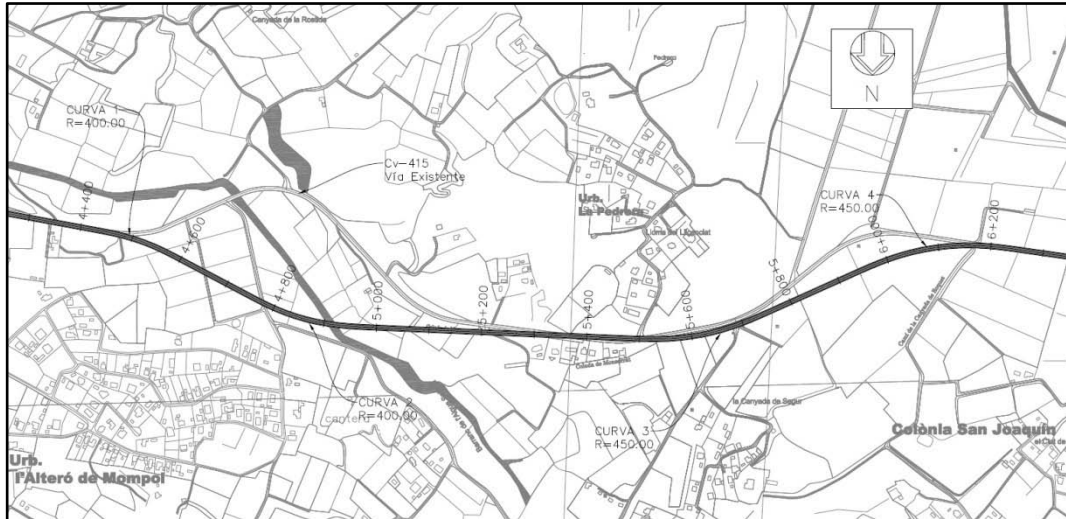 Canyada de la Rosita
Pedrera
N
CURVA 1
R=400.00
Cv-415
Vía Existente
CURVA 4
R=450.00
Urb.
La Pedrera
4+400
4+600
4+800
5+000
5+200
5+400
5+600
5+800
6+000
6+200
CURVA 2
R=400.00
cantera
CURVA 3
R=450.00
la Canyada de Segur
Colònia San Joaquín
Urb.
l'Alteró de Mompoi